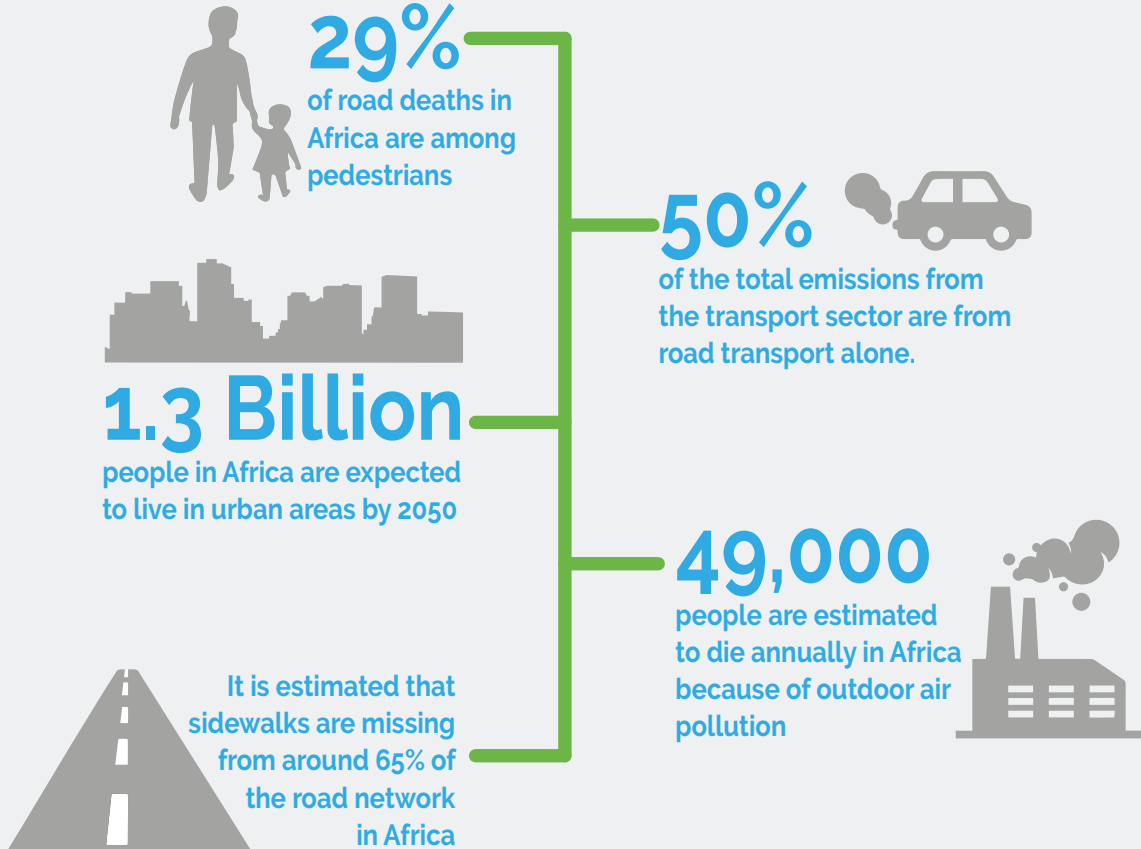 29%
of road deaths in
Africa are among
pedestrians
50%
of the total emissions from
the transport sector are from
road transport alone.
1.3 Billion
people in Africa are expected
to live in urban areas by 2050
49,000
people are estimated
to die annually in Africa
because of outdoor air
pollution
It is estimated that
sidewalks are missing
from around 65% of
the road network
in Africa